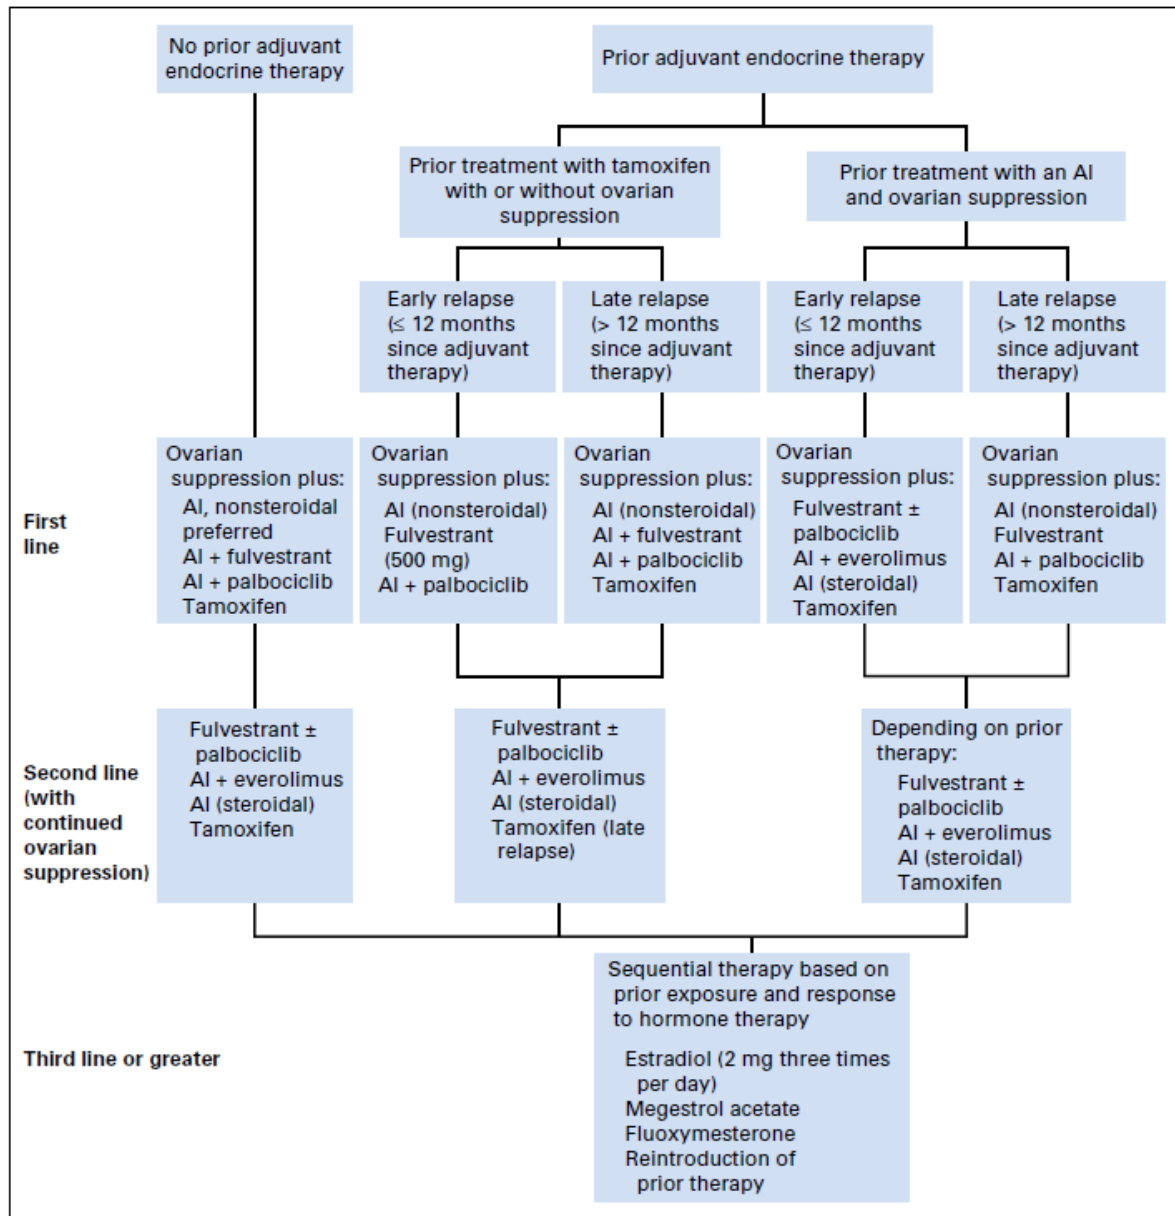 No prior adjuvant
endocrine therapy
Prior adjuvant endocrine therapy
Prior treatment with tamoxifen
with or without ovarian
suppression
Prior treatment with an AI
and ovarian suppression
Early relapse
(≤ 12 months
since adjuvant
therapy)
Late relapse
(> 12 months
since adjuvant
therapy)
Early relapse
(≤ 12 months
since adjuvant
therapy)
Late relapse
(> 12 months
since adjuvant
therapy)
First
line
Ovarian
suppression plus:
AI, nonsteroidal
preferred
AI + fulvestrant
AI + palbociclib
Tamoxifen
Ovarian
suppression plus:
AI (nonsteroidal)
Fulvestrant
(500 mg)
AI + palbociclib
Ovarian
suppression plus:
AI (nonsteroidal)
AI + fulvestrant
AI + palbociclib
Tamoxifen
Ovarian
suppression plus:
Fulvestrant ±
palbociclib
AI + everolimus
AI (steroidal)
Tamoxifen
Ovarian
suppression plus:
AI (nonsteroidal)
Fulvestrant
AI + palbociclib
Tamoxifen
Second line
(with
continued
ovarian
suppression)
Fulvestrant ±
palbociclib
AI + everolimus
AI (steroidal)
Tamoxifen
Fulvestrant ±
palbociclib
AI + everolimus
AI (steroidal)
Tamoxifen (late
relapse)
Depending on prior
therapy:
Fulvestrant ±
palbociclib
AI + everolimus
AI (steroidal)
Tamoxifen
Third line or greater
Sequential therapy based on
prior exposure and response
to hormone therapy
Estradiol (2 mg three times
per day)
Megestrol acetate
Fluoxymesterone
Reintroduction of
prior therapy